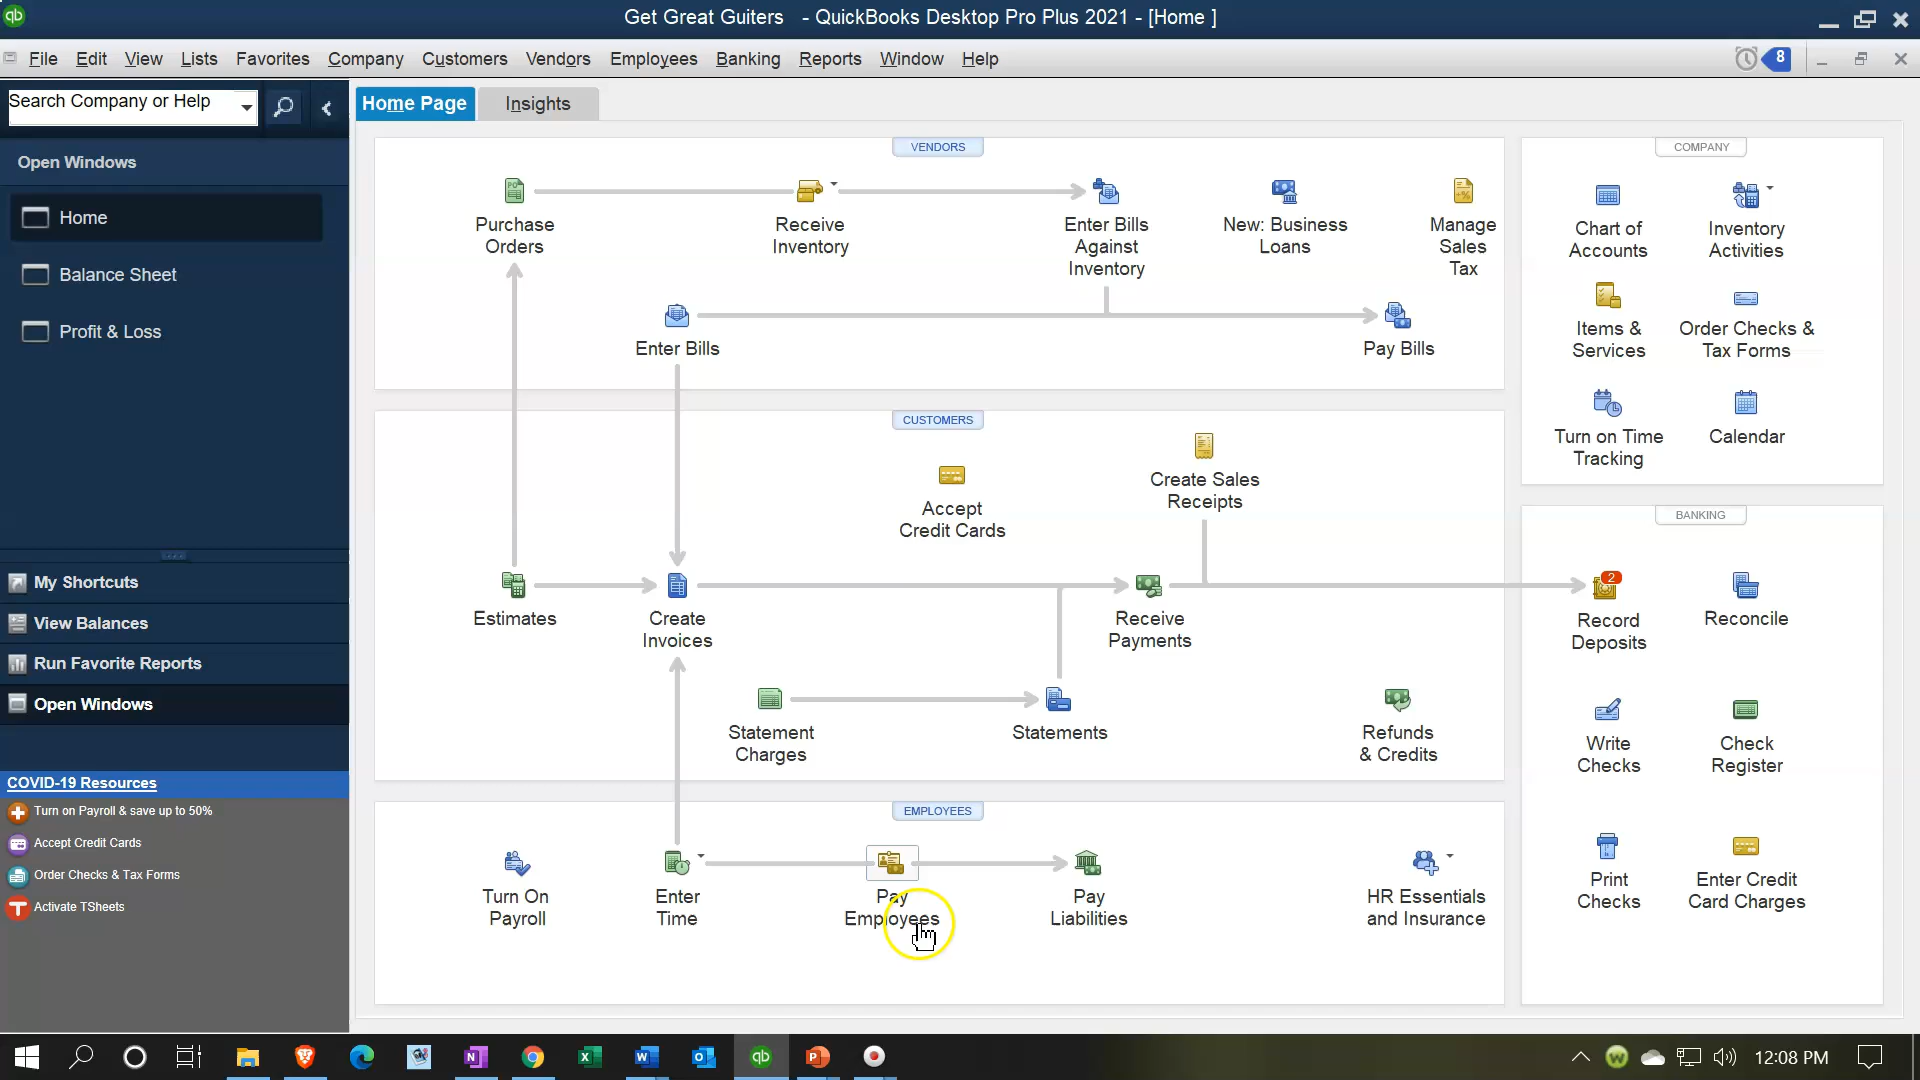 qb
Get Great Guiters - QuickBooks Desktop Pro Plus 2021 - [Home ]
File Edit View Lists Favorites Company Customers Vendors Employees Banking Reports Window Help
8
Search Company or Help
Home Page
Insights
Open Windows
Home
Balance Sheet
Profit & Loss
My Shortcuts
View Balances
Run Favorite Reports
Open Windows
COVID-19 Resources
Turn on Payroll & save up to 50%
Accept Credit Cards
Order Checks & Tax Forms
Activate TSheets
VENDORS
Purchase
Orders
Receive
Inventory
Enter Bills
Against
Inventory
New: Business
Loans
Manage
Sales
Tax
Enter Bills
Pay Bills
CUSTOMERS
Accept
Credit Cards
Create Sales
Receipts
Estimates
Create
Invoices
Receive
Payments
Statement
Charges
Statements
Refunds
& Credits
EMPLOYEES
Turn On
Payroll
Enter
Time
Pay
Employees
Pay
Liabilities
HR Essentials
and Insurance
COMPANY
Chart of
Accounts
Inventory
Activities
Items &
Services
Order Checks &
Tax Forms
Turn on Time
Tracking
Calendar
BANKING
2
Record
Deposits
Reconcile
Write
Checks
Check
Register
Print
Checks
Enter Credit
Card Charges
12:08 PM